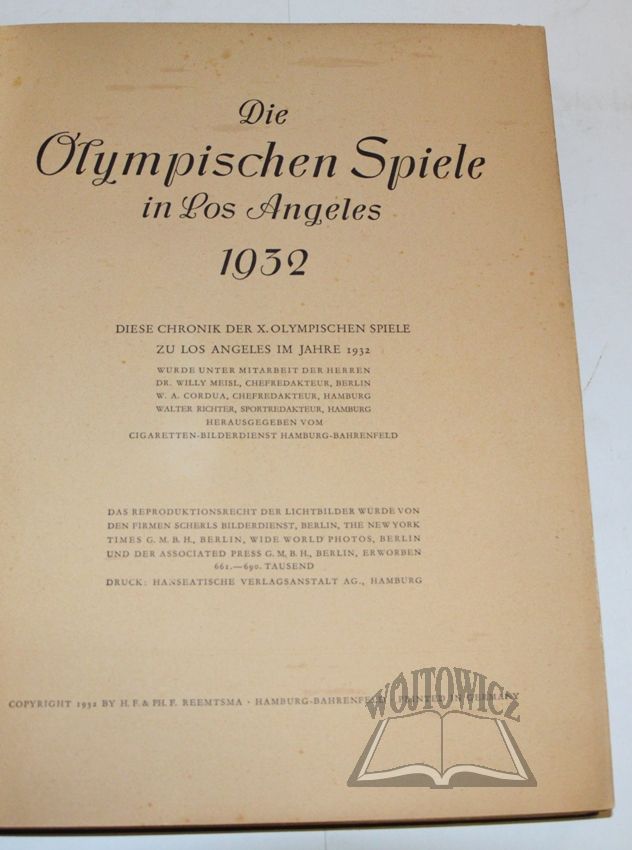 Die
Olympischen Spiele
in Los Angeles
1932
DIESE CHRONIK DER X. OLYMPISCHEN SPIELE
ZU LOS ANGELES IM JAHRE 1932
WURDE UNTER MITARBEIT DER HERREN
DR. WILLY MEISL, CHEFREDAKTEUR, BERLIN
W. A. CORDUA, CHEFREDAKTEUR, HAMBURG
WALTER RICHTER, SPORTREDAKTEUR, HAMBURG
HERAUSGEGEBEN VOM
CIGARETTEN-BILDERDIENST HAMBURG-BAHRENFELD
DAS REPRODUKTIONSRECHT DER LICHTBILDER WURDE VON
DEN FIRMEN SCHERLS BILDERDIENST, BERLIN, THE NEW YORK
TIMES G. M. B. H., BERLIN, WIDE WORLD PHOTOS, BERLIN
UND DER ASSOCIATED PRESS G. M. B. H., BERLIN, ERWORBEN
661.—690. TAUSEND
DRUCK: HANSEATISCHE VERLAGSANSTALT AG., HAMBURG
COPYRIGHT 1932 BY H. F. & PH. F. REEMTSMA · HAMBURG-BAHRENFELD · PRINTED IN GERMANY
WÓJTOWICZ